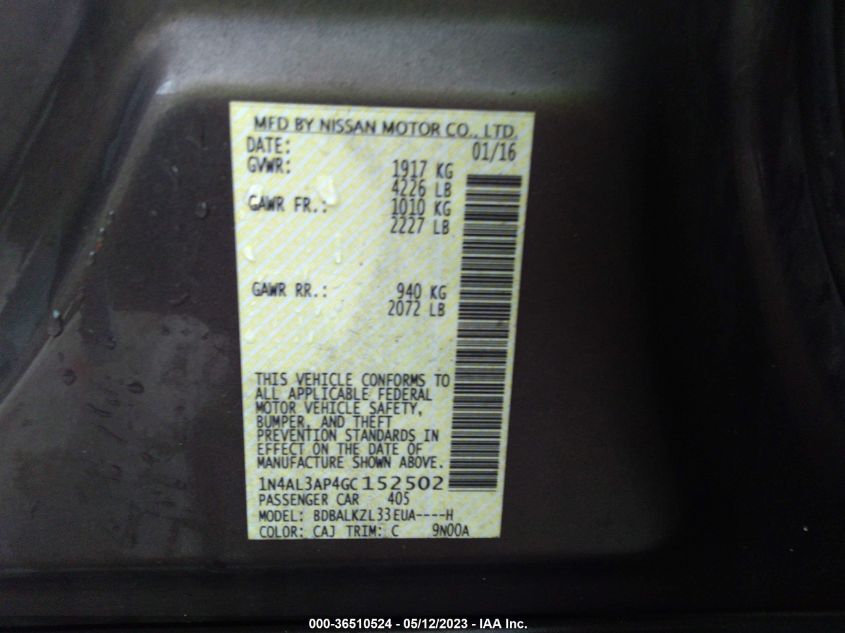 MFD BY NISSAN MOTOR CO., LTD.
DATE: 01/16
GVWR: 1917 KG
4226 LB
GAWR FR.: 1010 KG
2227 LB
GAWR RR.: 940 KG
2072 LB
THIS VEHICLE CONFORMS TO
ALL APPLICABLE FEDERAL
MOTOR VEHICLE SAFETY,
BUMPER, AND THEFT
PREVENTION STANDARDS IN
EFFECT ON THE DATE OF
MANUFACTURE SHOWN ABOVE.
1N4AL3AP4GC152502
PASSENGER CAR 405
MODEL: BDBALKZL33EUA----H
COLOR: CAJ TRIM: C 9N00A
000-36510524 - 05/12/2023 - IAA Inc.